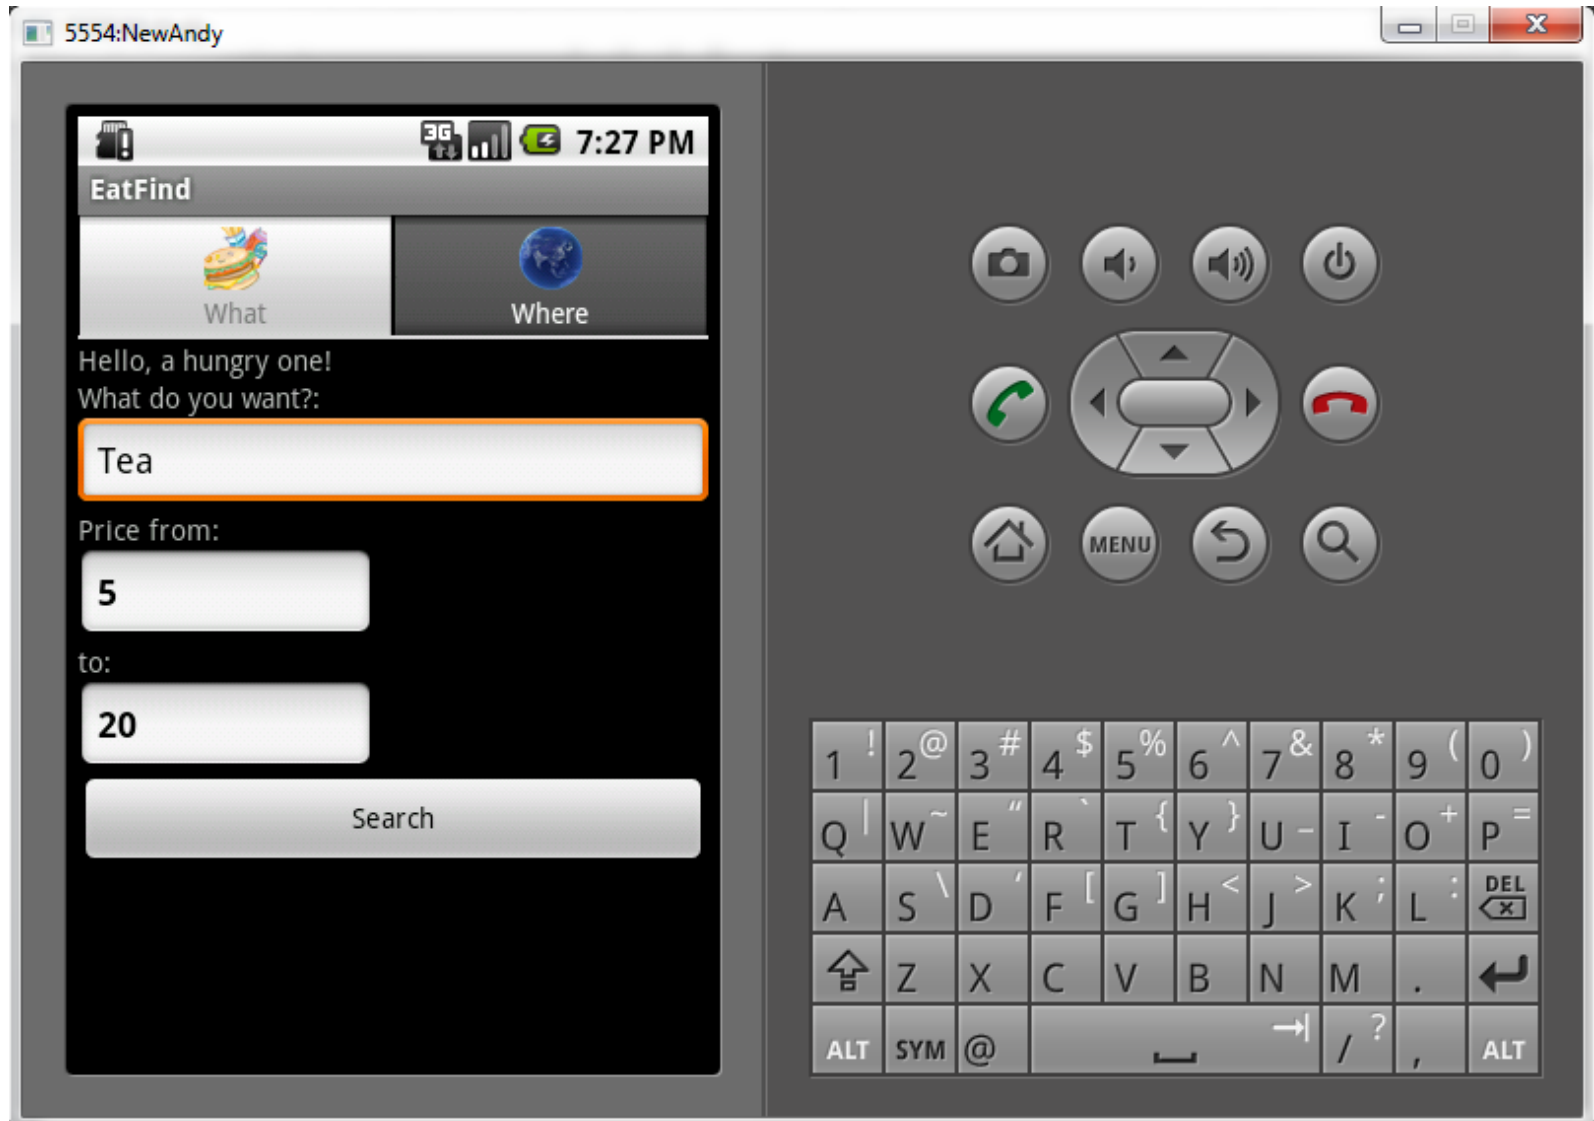 5554:NewAndy
3G 7:27 PM
EatFind
What Where
Hello, a hungry one!
What do you want?:
Tea
Price from:
5
to:
20
Search
MENU
1 ! 2 @ 3 # 4 $ 5 % 6 ^ 7 & 8 * 9 ( 0 )
Q | W ~ E “ R ` T { Y } U _ I - O + P =
A S \ D ‘ F [ G ] H < J > K ; L : DEL
Z X C V B N M .
ALT SYM @ / ? , ALT